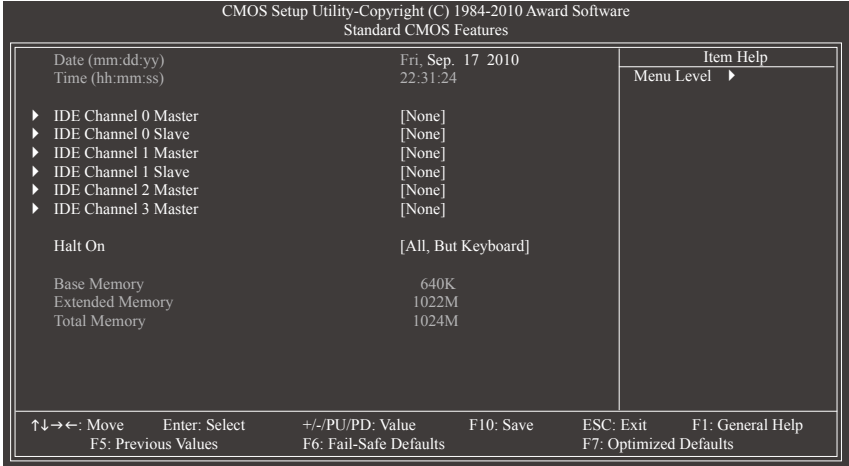 CMOS Setup Utility-Copyright (C) 1984-2010 Award Software
Standard CMOS Features
Date (mm:dd:yy) Fri, Sep. 17 2010
Time (hh:mm:ss) 22:31:24
IDE Channel 0 Master [None]
IDE Channel 0 Slave [None]
IDE Channel 1 Master [None]
IDE Channel 1 Slave [None]
IDE Channel 2 Master [None]
IDE Channel 3 Master [None]
Halt On [All, But Keyboard]
Base Memory 640K
Extended Memory 1022M
Total Memory 1024M
Item Help
Menu Level ▶
↑↓→←: Move Enter: Select +/-/PU/PD: Value F10: Save ESC: Exit F1: General Help
F5: Previous Values F6: Fail-Safe Defaults F7: Optimized Defaults